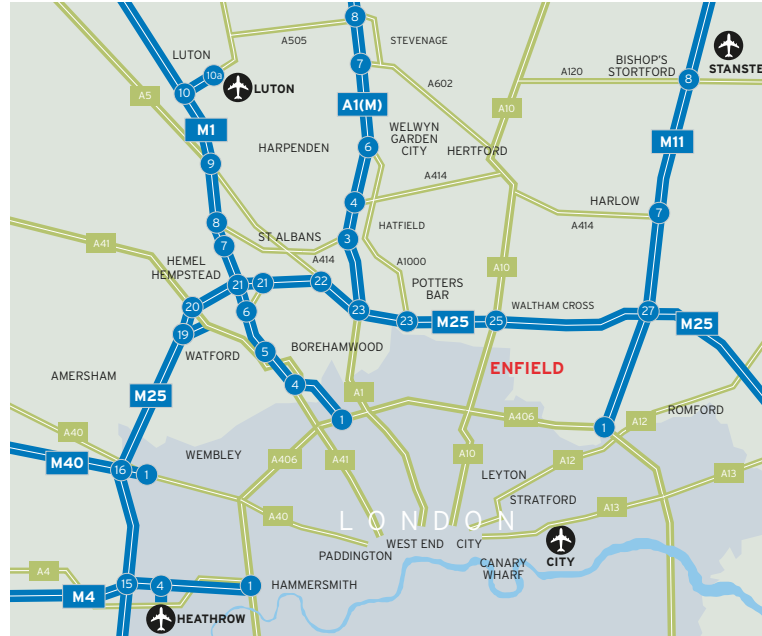 8
A505
STEVENAGE
LUTON
7
BISHOP'S
STORTFORD
STANSTE
10a
LUTON
10
A5
A602
A120
8
A1(M)
A10
M1
WELWYN
GARDEN
CITY
M11
HARPENDEN
6
HERTFORD
9
A414
4
HARLOW
7
8
ST ALBANS
3
HATFIELD
A414
A41
7
HEMEL
HEMPSTEAD
A414
A1000
A10
21
21
22
POTTERS
BAR
20
6
23
23
M25
25
WALTHAM CROSS
27
M25
19
WATFORD
5
BOREHAMWOOD
ENFIELD
AMERSHAM
4
M25
A1
1
A406
1
A12
ROMFORD
A40
WEMBLEY
A406
A41
A10
M40
16
1
LEYTON
A12
A13
STRATFORD
A40
LONDON
A13
PADDINGTON
WEST END
CITY
CITY
CANARY
WHARF
A4
15
4
1
HAMMERSMITH
M4
HEATHROW